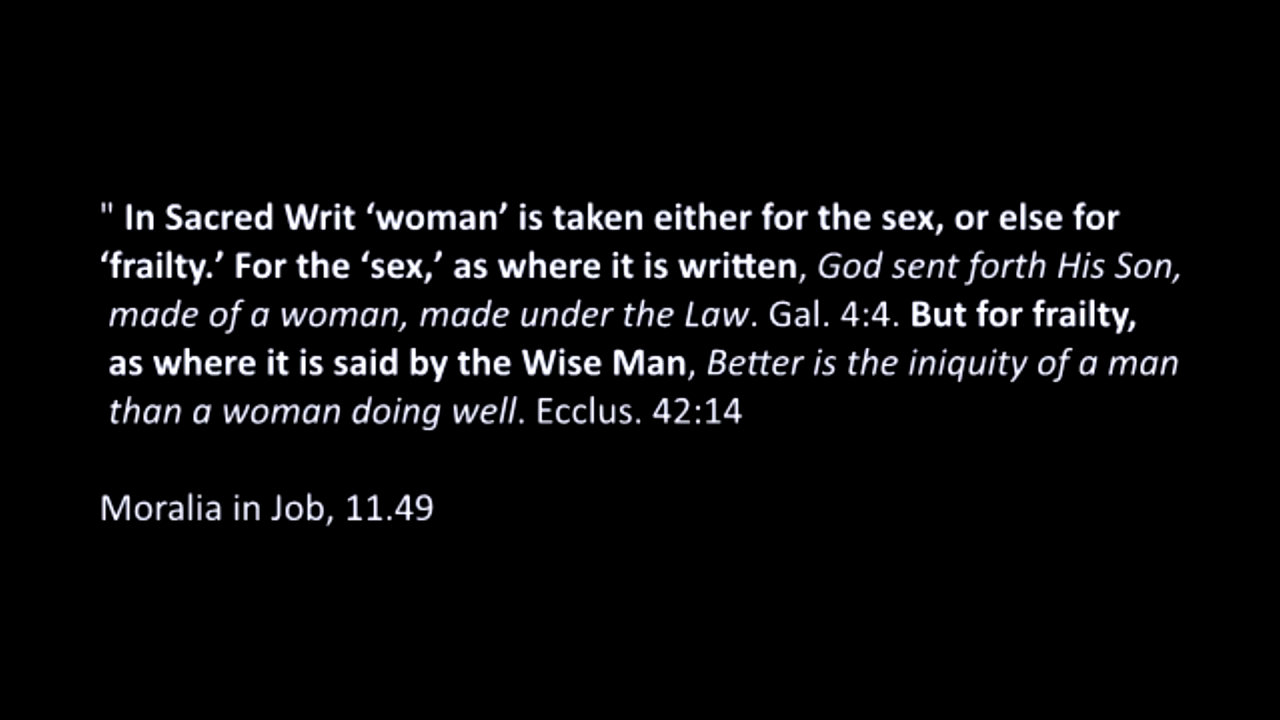 " In Sacred Writ ‘woman’ is taken either for the sex, or else for
‘frailty.’ For the ‘sex,’ as where it is written, God sent forth His Son,
made of a woman, made under the Law. Gal. 4:4. But for frailty,
as where it is said by the Wise Man, Better is the iniquity of a man
than a woman doing well. Ecclus. 42:14
Moralia in Job, 11.49